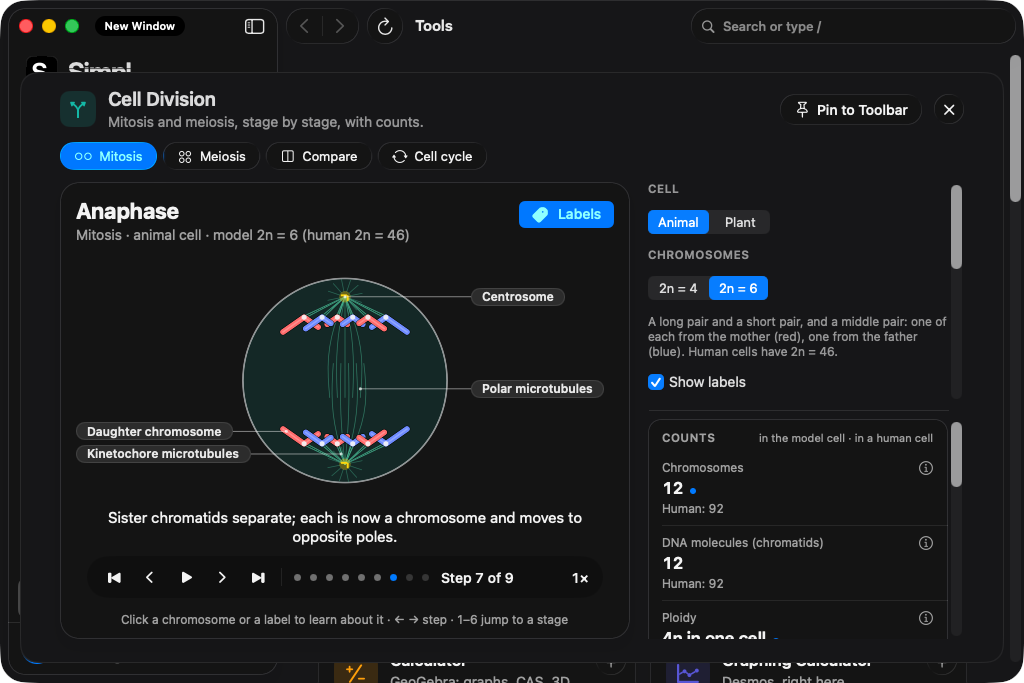 New Window
Tools
Search or type /
Simpl
Cell Division
Mitosis and meiosis, stage by stage, with counts.
Pin to Toolbar
Mitosis
Meiosis
Compare
Cell cycle
Anaphase
Mitosis · animal cell · model 2n = 6 (human 2n = 46)
Labels
Centrosome
Polar microtubules
Daughter chromosome
Kinetochore microtubules
Sister chromatids separate; each is now a chromosome and moves to
opposite poles.
Step 7 of 9
1×
Click a chromosome or a label to learn about it · ← → step · 1–6 jump to a stage
CELL
Animal
Plant
CHROMOSOMES
2n = 4
2n = 6
A long pair and a short pair, and a middle pair: one of
each from the mother (red), one from the father
(blue). Human cells have 2n = 46.
Show labels
COUNTS
in the model cell · in a human cell
Chromosomes
12
Human: 92
DNA molecules (chromatids)
12
Human: 92
Ploidy
4n in one cell
Calculator
GeoGebra: graphs, CAS, 3D
Graphing Calculator
Desmos, right here